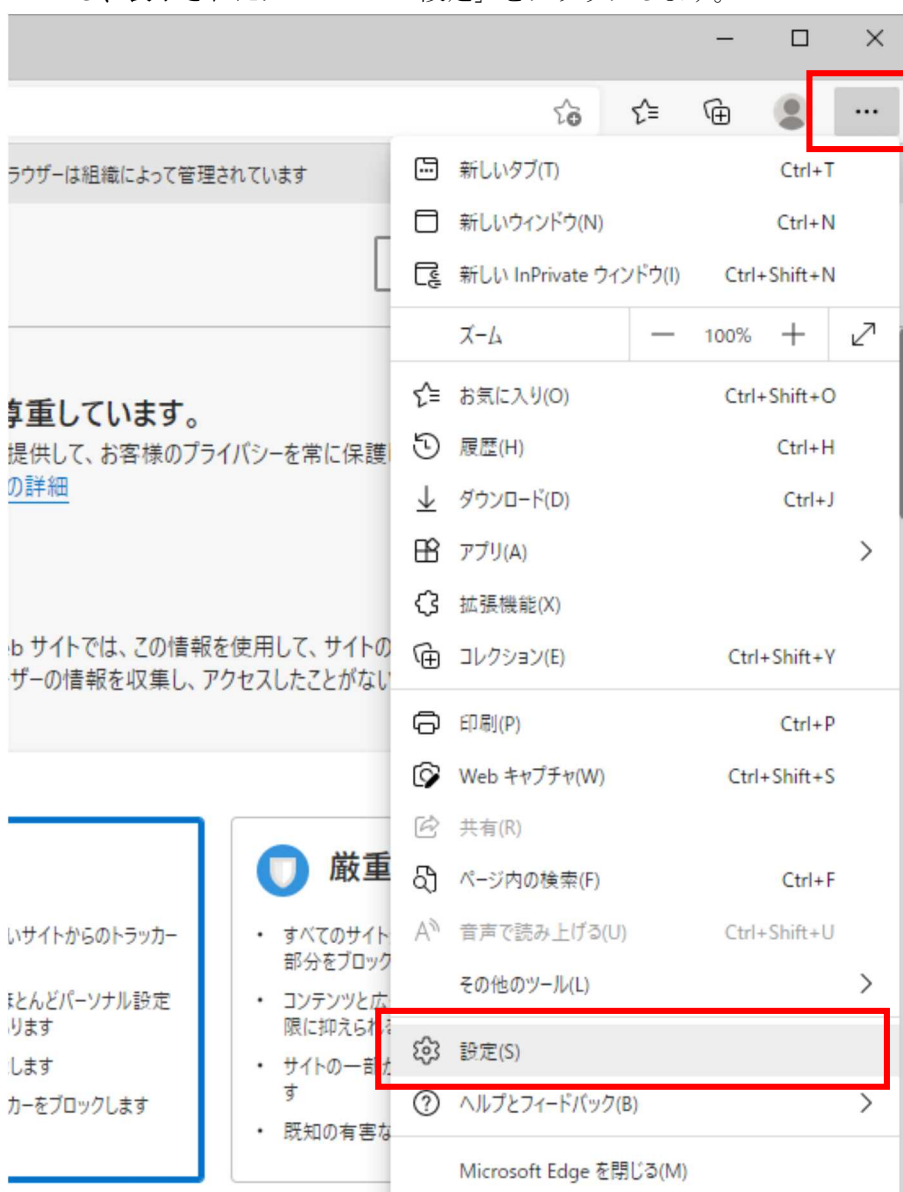 設定」をクリックします。
ラウザーは組織によって管理されています
新しいタブ(T) Ctrl+T
新しいウィンドウ(N) Ctrl+N
新しい InPrivate ウィンドウ(I) Ctrl+Shift+N
ズーム — 100% +
お気に入り(O) Ctrl+Shift+O
履歴(H) Ctrl+H
ダウンロード(D) Ctrl+J
アプリ(A)
拡張機能(X)
コレクション(E) Ctrl+Shift+Y
印刷(P) Ctrl+P
Web キャプチャ(W) Ctrl+Shift+S
共有(R)
ページ内の検索(F) Ctrl+F
音声で読み上げる(U) Ctrl+Shift+U
その他のツール(L)
設定(S)
ヘルプとフィードバック(B)
Microsoft Edge を閉じる(M)
尊重しています。
提供して、お客様のプライバシーを常に保護
の詳細
b サイトでは、この情報を使用して、サイトの
ザーの情報を収集し、アクセスしたことがない
いサイトからのトラッカー
ほとんどパーソナル設定
ります
します
カーをブロックします
厳重
• すべてのサイト
部分をブロック
• コンテンツと広
限に抑えられ
• サイトの一部が
す
• 既知の有害な